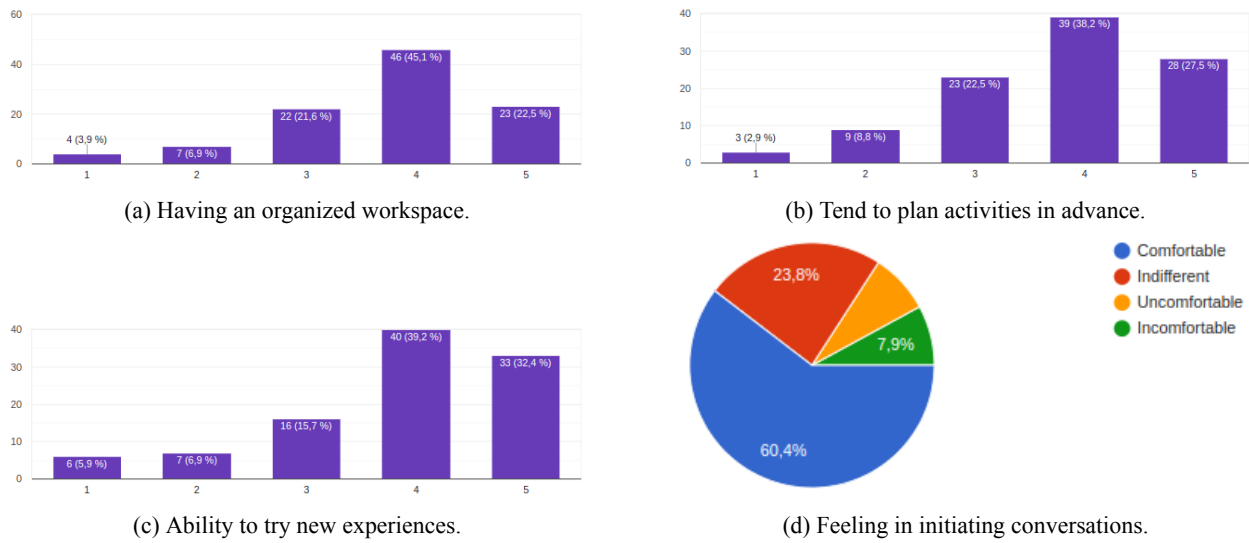 60
40
20
0
4 (3,9 %)
7 (6,9 %)
22 (21,6 %)
46 (45,1 %)
23 (22,5 %)
1 2 3 4 5
(a) Having an organized workspace.
40
30
20
10
0
3 (2,9 %)
9 (8,8 %)
23 (22,5 %)
39 (38,2 %)
28 (27,5 %)
1 2 3 4 5
(b) Tend to plan activities in advance.
40
30
20
10
0
6 (5,9 %)
7 (6,9 %)
16 (15,7 %)
40 (39,2 %)
33 (32,4 %)
1 2 3 4 5
(c) Ability to try new experiences.
23,8%
7,9%
60,4%
Comfortable
Indifferent
Uncomfortable
Incomfortable
(d) Feeling in initiating conversations.